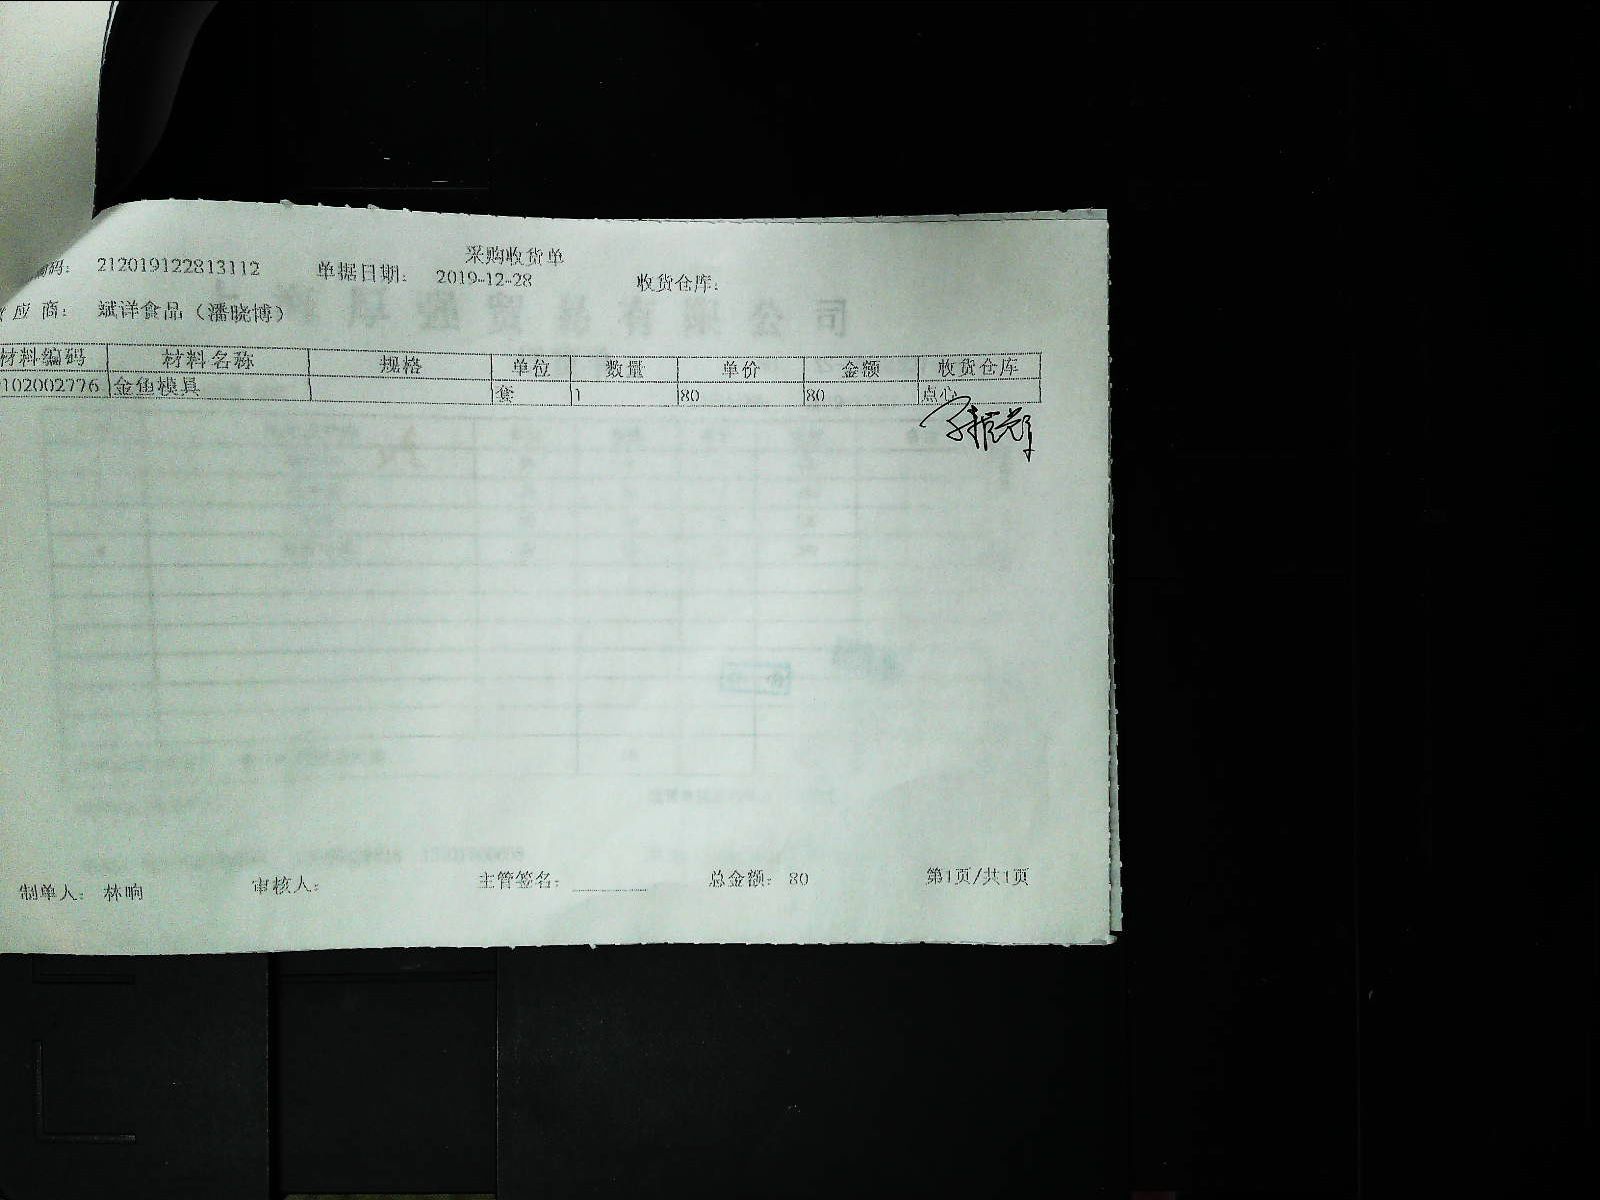 采购收货单
编码： 212019122813112 单据日期： 2019-12-28 收货仓库：
应 商： 斌洋食品（潘晓博）
材料编码 材料名称 规格 单位 数量 单价 金额 收货仓库
102002776 金鱼模具 套 1 80 80 点心
制单人： 林晌 审核人： 主管签名： 总金额： 80 第1页/共1页